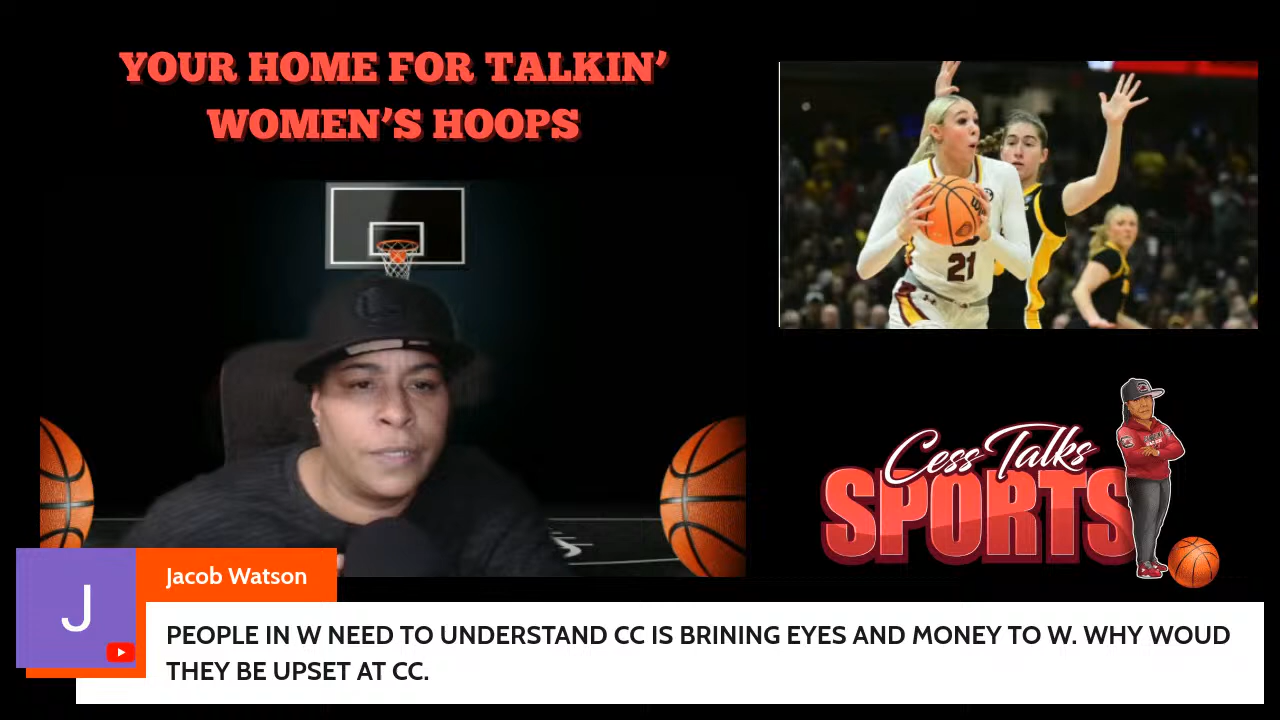 YOUR HOME FOR TALKIN'
WOMEN'S HOOPS
21
Cess Talks
SPORTS
J
Jacob Watson
PEOPLE IN W NEED TO UNDERSTAND CC IS BRINING EYES AND MONEY TO W. WHY WOUD
THEY BE UPSET AT CC.